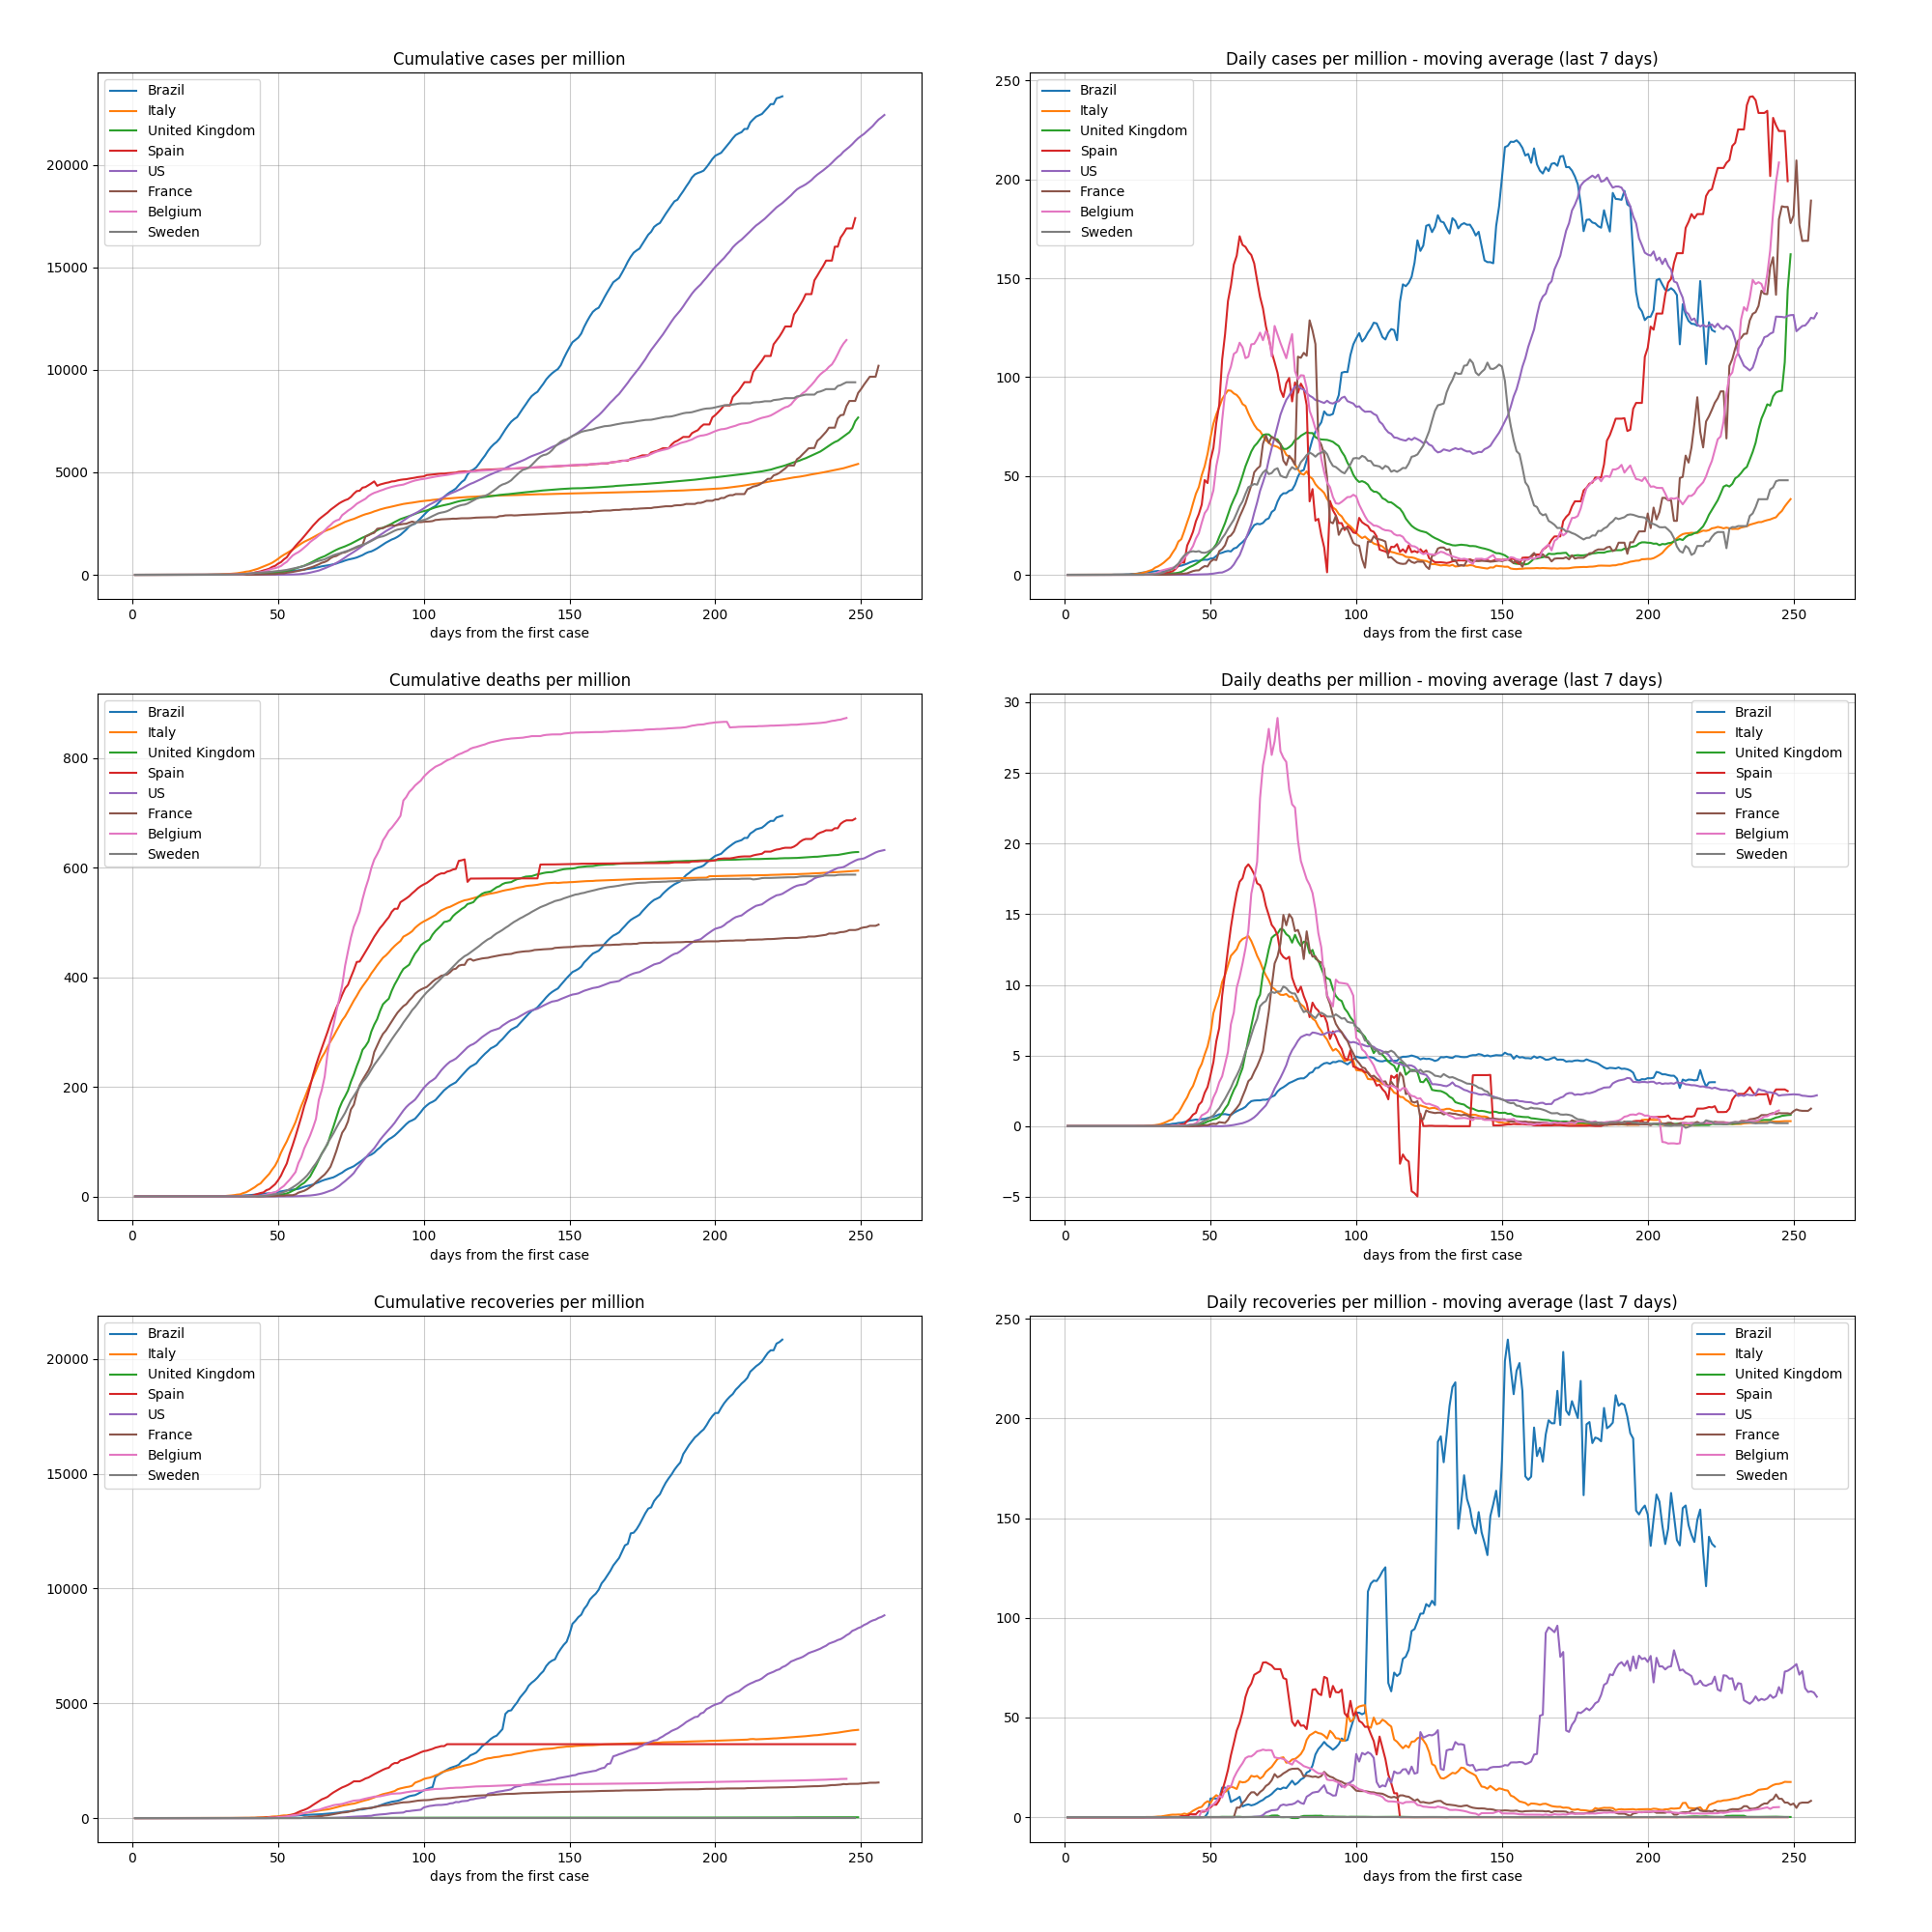 Cumulative cases per million
20000
15000
10000
5000
0
Brazil
Italy
United Kingdom
Spain
US
France
Belgium
Sweden
0 50 100 150 200 250
days from the first case
Daily cases per million - moving average (last 7 days)
250
200
150
100
50
0
Brazil
Italy
United Kingdom
Spain
US
France
Belgium
Sweden
0 50 100 150 200 250
days from the first case
Cumulative deaths per million
800
600
400
200
0
Brazil
Italy
United Kingdom
Spain
US
France
Belgium
Sweden
0 50 100 150 200 250
days from the first case
Daily deaths per million - moving average (last 7 days)
30
25
20
15
10
5
0
−5
Brazil
Italy
United Kingdom
Spain
US
France
Belgium
Sweden
0 50 100 150 200 250
days from the first case
Cumulative recoveries per million
20000
15000
10000
5000
0
Brazil
Italy
United Kingdom
Spain
US
France
Belgium
Sweden
0 50 100 150 200 250
days from the first case
Daily recoveries per million - moving average (last 7 days)
250
200
150
100
50
0
Brazil
Italy
United Kingdom
Spain
US
France
Belgium
Sweden
0 50 100 150 200 250
days from the first case